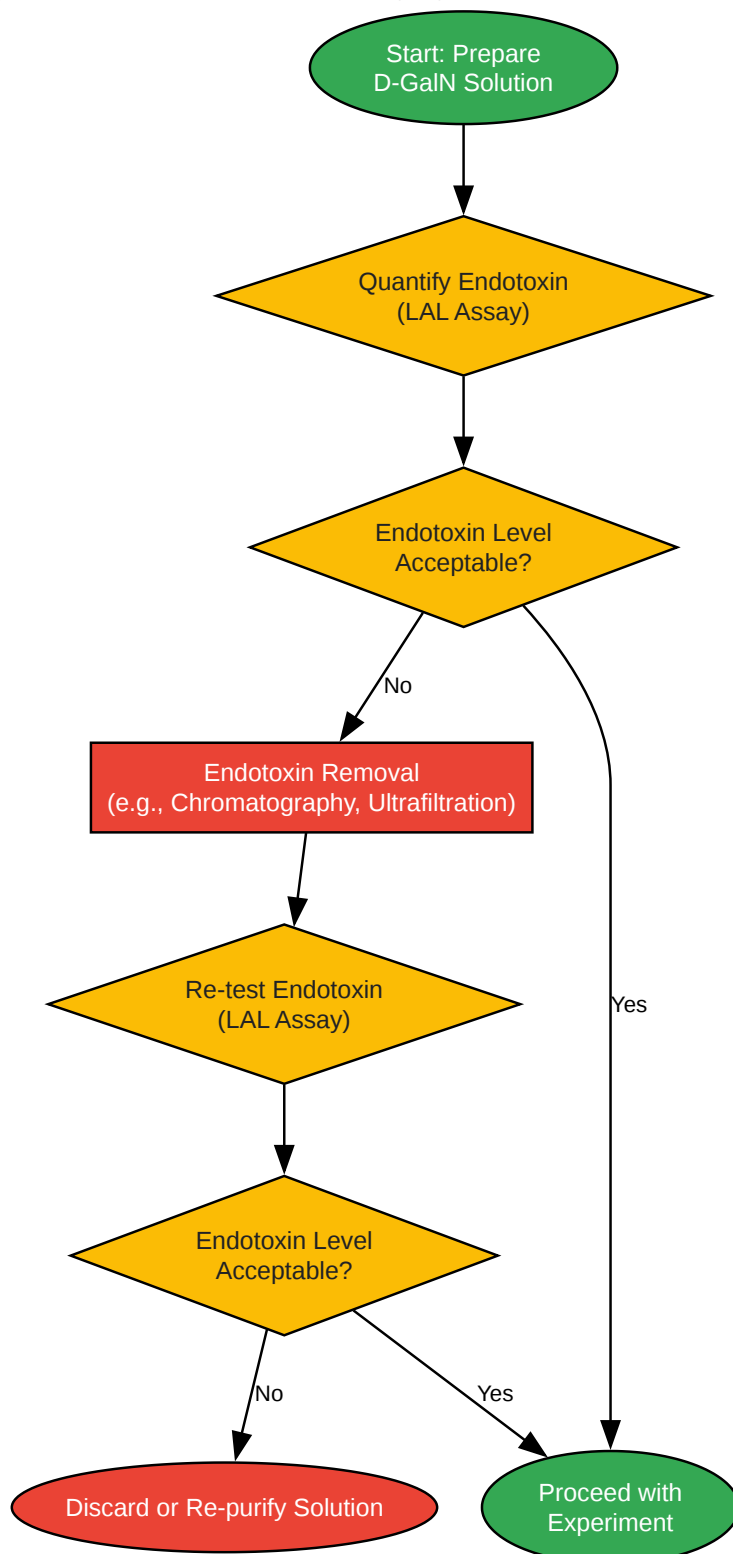 Start: Prepare
D-GalN Solution
Quantify Endotoxin
(LAL Assay)
Endotoxin Level
Acceptable?
No
Endotoxin Removal
(e.g., Chromatography, Ultrafiltration)
Re-test Endotoxin
(LAL Assay)
Yes
Endotoxin Level
Acceptable?
No
Yes
Discard or Re-purify Solution
Proceed with
Experiment